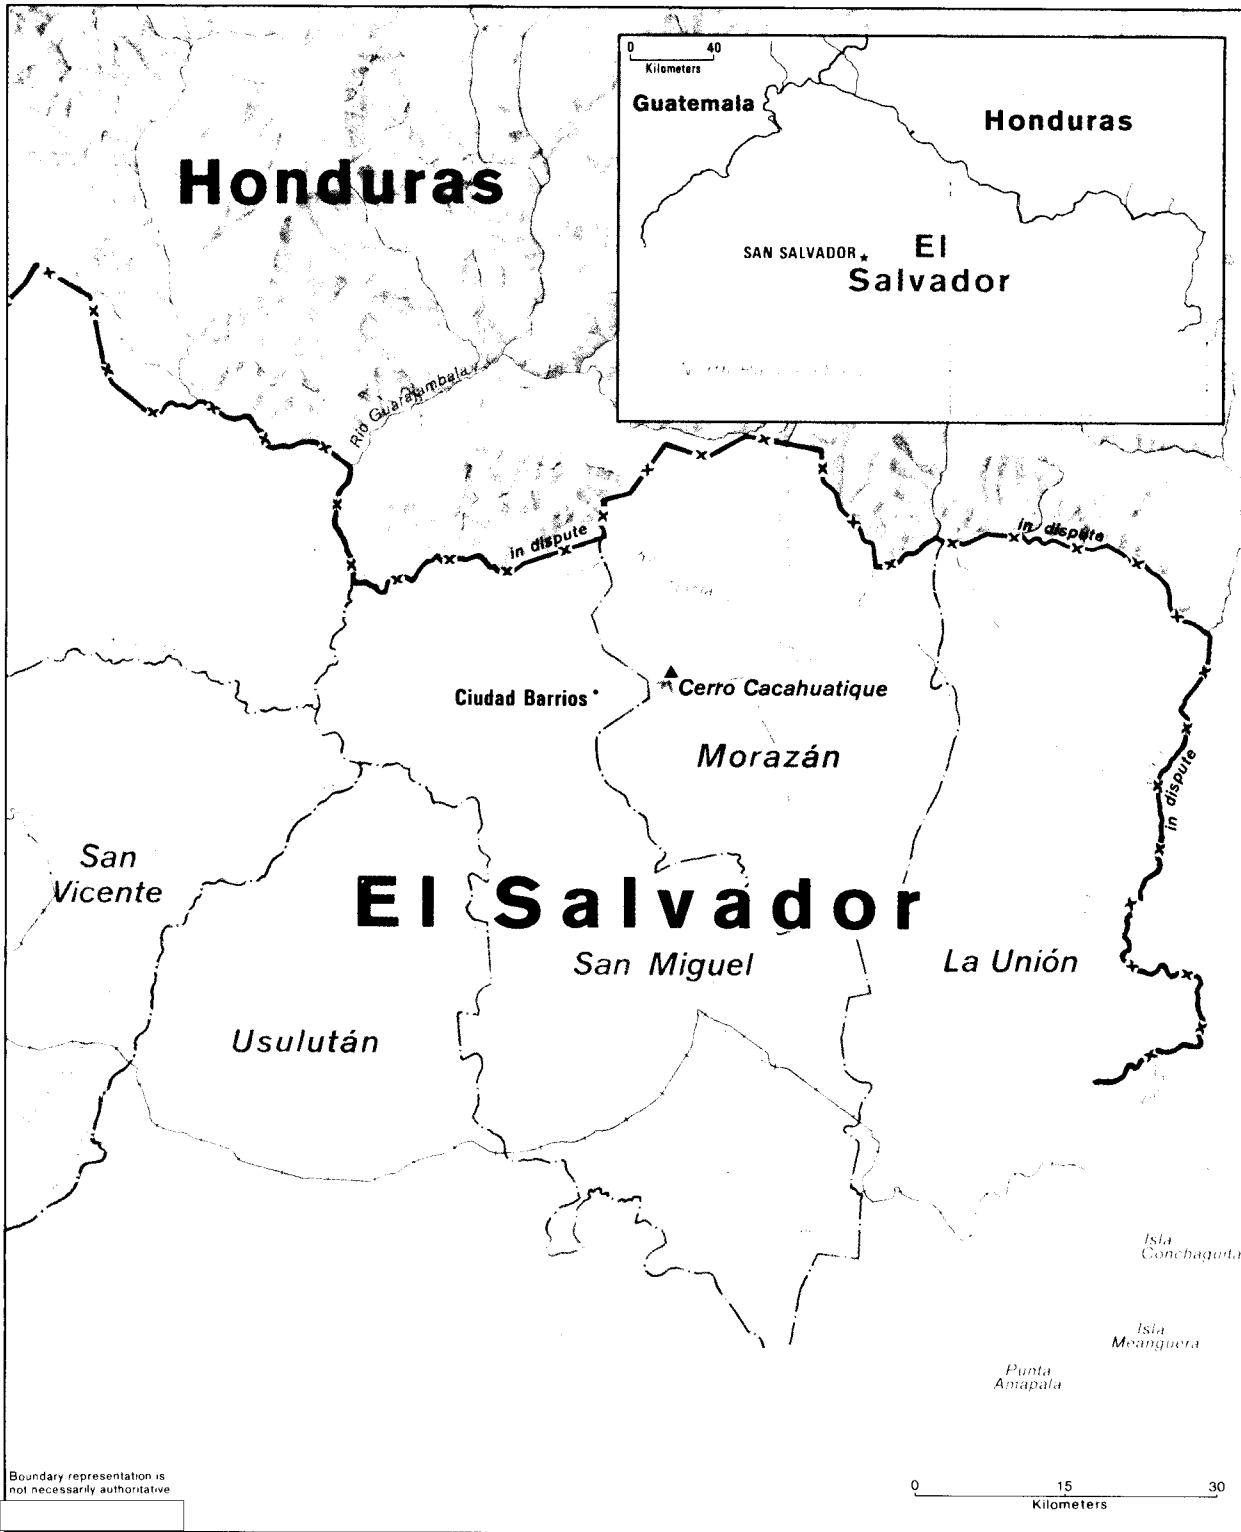 0 40
Kilometers
Guatemala
Honduras
SAN SALVADOR
El
Salvador
Honduras
Rio Guarajambala
in dispute
in dispute
Ciudad Barrios
Cerro Cacahuatique
Morazán
in dispute
San
Vicente
El Salvador
San Miguel
La Unión
Usulután
Isla
Conchaguita
Isla
Meanguera
Punta
Amapala
Boundary representation is
not necessarily authoritative
0 15 30
Kilometers